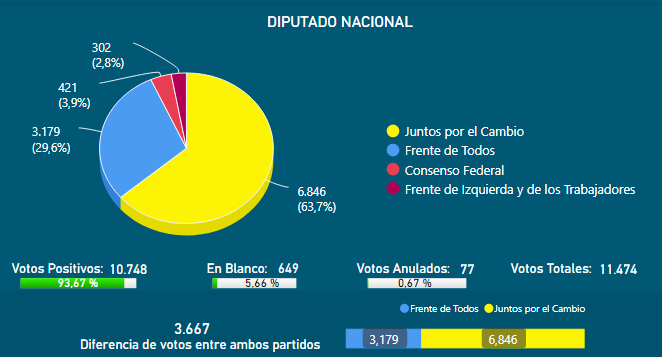 DIPUTADO NACIONAL
302
(2,8%)
421
(3,9%)
3.179
(29,6%)
6.846
(63,7%)
Juntos por el Cambio
Frente de Todos
Consenso Federal
Frente de Izquierda y de los Trabajadores
Votos Positivos: 10.748
93,67 %
En Blanco: 649
5.66 %
Votos Anulados: 77
0.67 %
Votos Totales: 11.474
3.667
Diferencia de votos entre ambos partidos
Frente de Todos Juntos por el Cambio
3,179 6,846